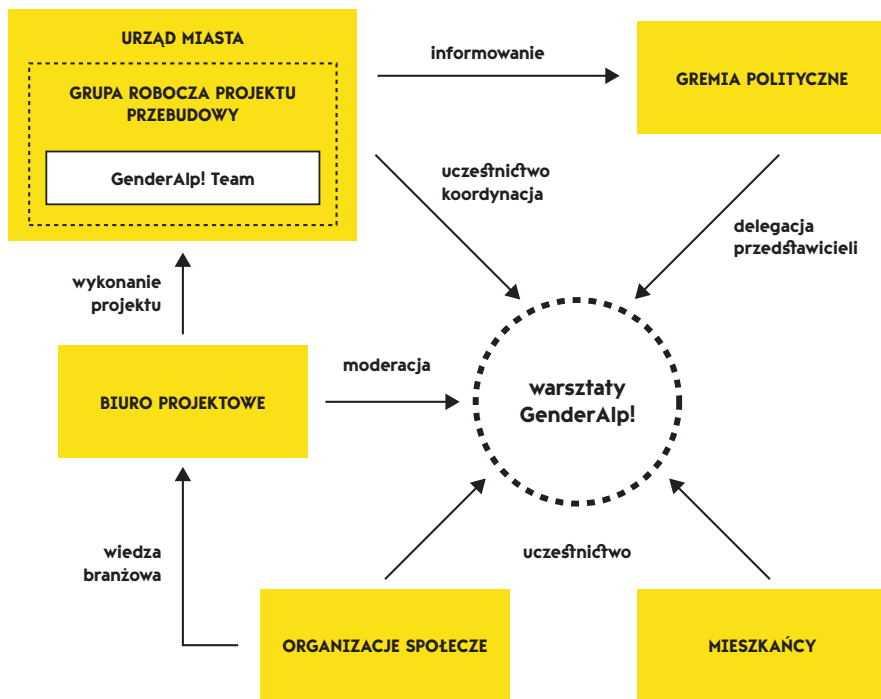 URZĄD MIASTA
GRUPA ROBOCZA PROJEKTU
PRZEBUDOWY
GenderAlp! Team
informowanie
GREMIA POLITYCZNE
uczestnictwo
koordynacja
delegacja
przedstawicieli
wykonanie
projektu
BIURO PROJEKTOWE
moderacja
warsztaty
GenderAlp!
wiedza
branżowa
uczestnictwo
ORGANIZACJE SPOŁECZE
MIESZKAŃCY